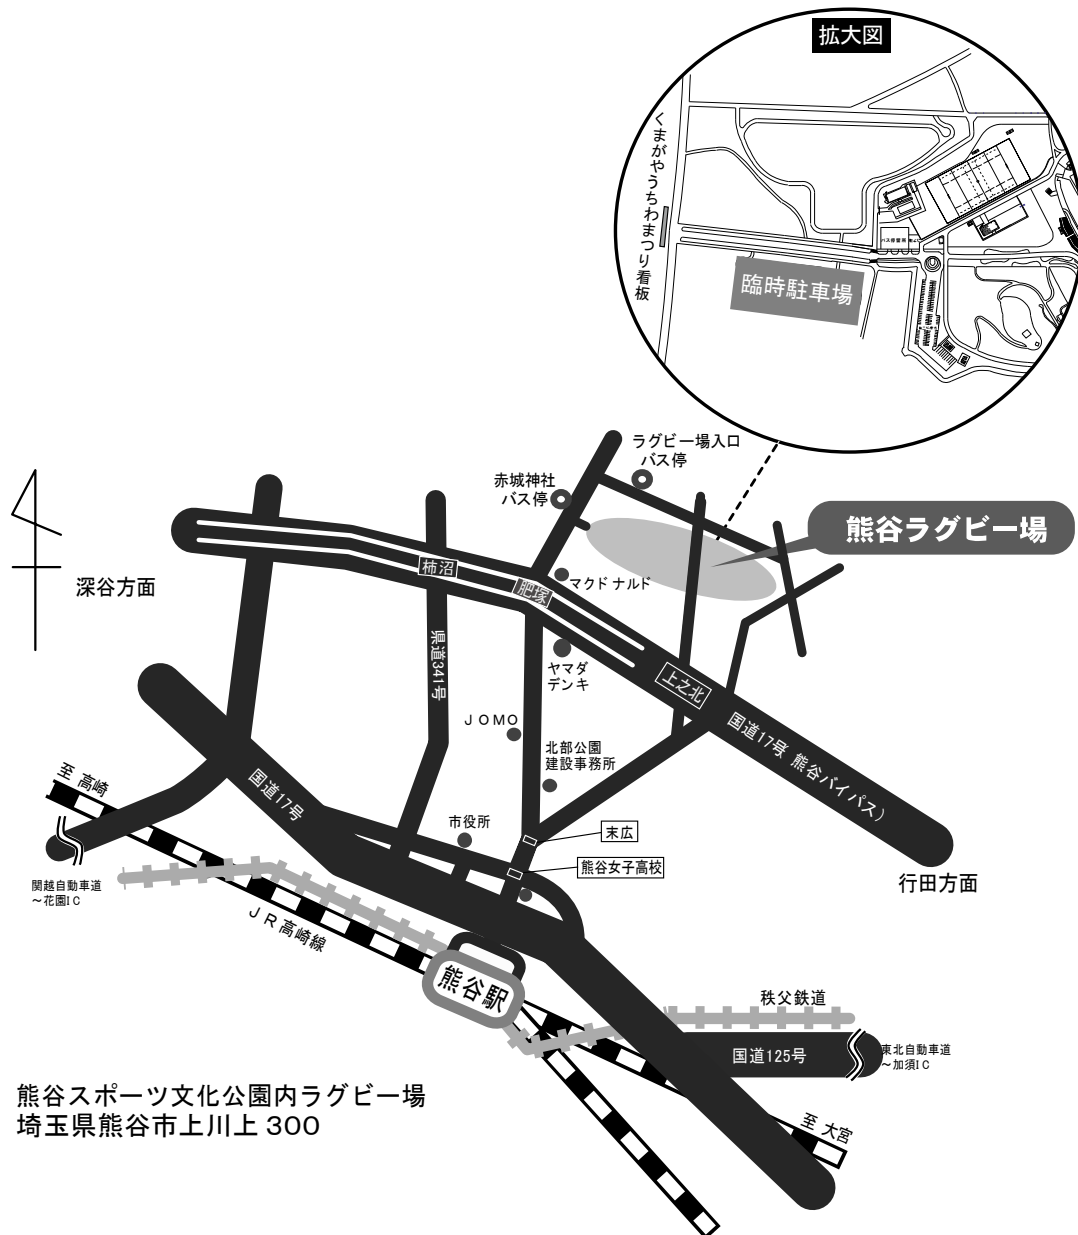 拡大図
くまがやうちわまつり看板
臨時駐車場
ラグビー場入口
バス停
赤城神社
バス停
熊谷ラグビー場
深谷方面
柿沼
肥塚
マクドナルド
県道341号
ヤマダ
デンキ
上之北
JOMO
国道17号 熊谷バイパス）
北部公園
建設事務所
至 高崎
国道17号
市役所
末広
熊谷女子高校
行田方面
関越自動車道
～花園IC
JR高崎線
熊谷駅
秩父鉄道
国道125号
東北自動車道
～加須IC
熊谷スポーツ文化公園内ラグビー場
埼玉県熊谷市上川上 300
至 大宮